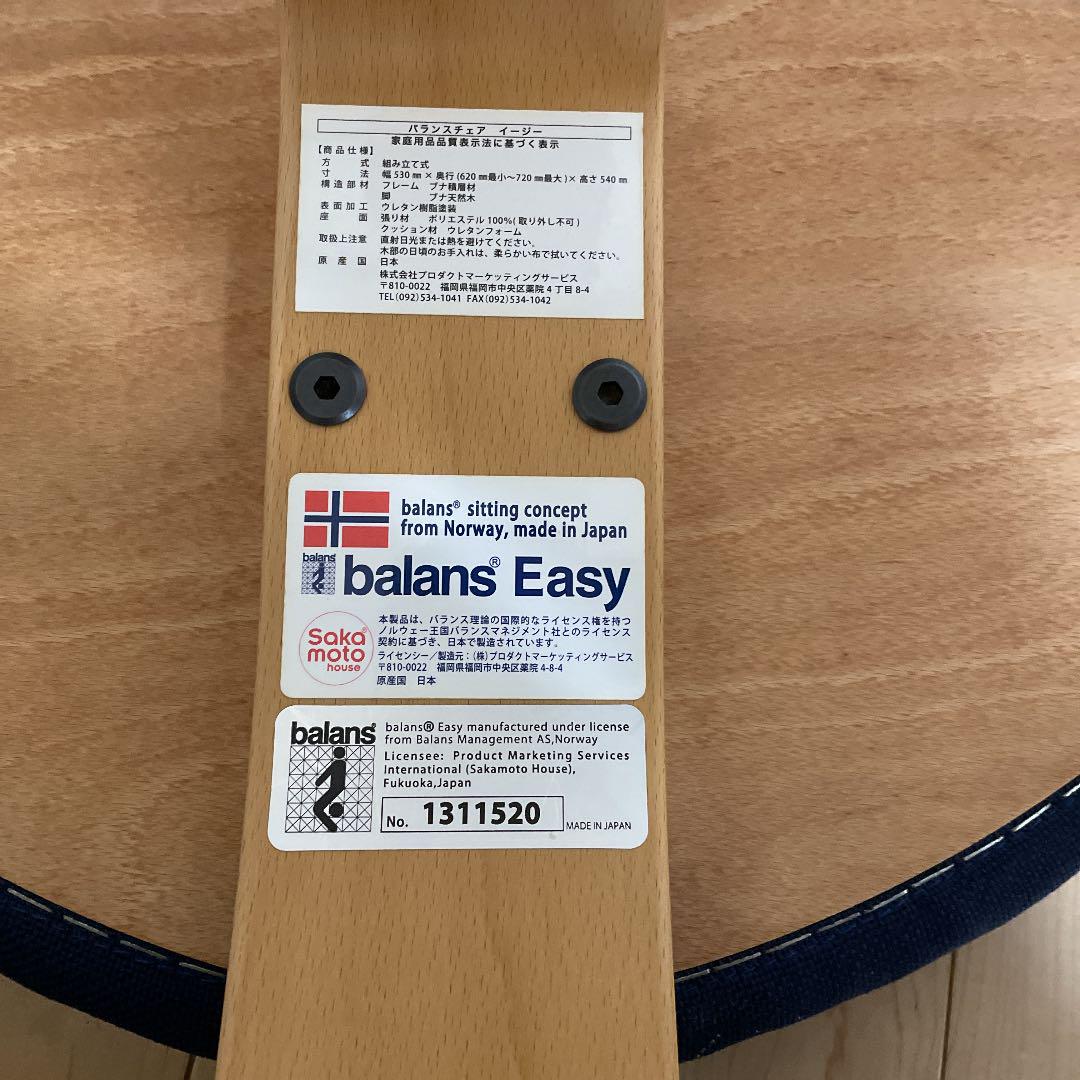 バランスチェア イージー
家庭用品品質表示法に基づく表示
【商品仕様】
方式 組み立て式
寸法 幅530㎜×奥行(620㎜最小～720㎜最大)×高さ540㎜
構造部材 フレーム ブナ積層材
脚 ブナ天然木
表面加工 ウレタン樹脂塗装
座面 張り材 ポリエステル100%(取り外し不可)
クッション材 ウレタンフォーム
取扱上注意 直射日光または熱を避けてください。
木部の日頃のお手入れは、柔らかい布で拭いてください。
原産国 日本
株式会社プロダクトマーケッティングサービス
〒810-0022 福岡県福岡市中央区薬院4丁目8-4
TEL(092)534-1041 FAX(092)534-1042
balans® sitting concept
from Norway, made in Japan
balans
balans® Easy
Saka®
moto
house
本製品は、バランス理論の国際的なライセンス権を持つ
ノルウェー王国バランスマネジメント社とのライセンス
契約に基づき、日本で製造されています。
ライセンシー／製造元：(株)プロダクトマーケッティングサービス
〒810-0022 福岡県福岡市中央区薬院4-8-4
原産国 日本
balans®
balans® Easy manufactured under license
from Balans Management AS,Norway
Licensee: Product Marketing Services
International (Sakamoto House),
Fukuoka,Japan
No. 1311520
MADE IN JAPAN